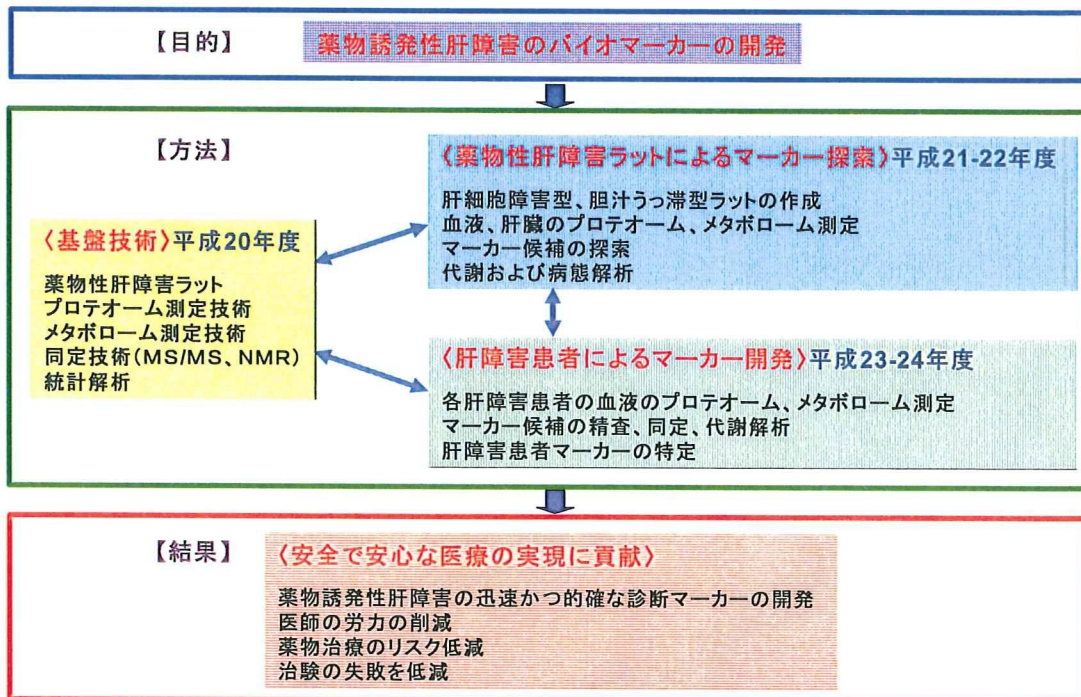 【目的】
薬物誘発性肝障害のバイオマーカーの開発
【方法】
〈基盤技術〉平成20年度
薬物性肝障害ラット
プロテオーム測定技術
メタボローム測定技術
同定技術(MS/MS、NMR)
統計解析
〈薬物性肝障害ラットによるマーカー探索〉平成21-22年度
肝細胞障害型、胆汁うっ滞型ラットの作成
血液、肝臓のプロテオーム、メタボローム測定
マーカー候補の探索
代謝および病態解析
〈肝障害患者によるマーカー開発〉平成23-24年度
各肝障害患者の血液のプロテオーム、メタボローム測定
マーカー候補の精査、同定、代謝解析
肝障害患者マーカーの特定
【結果】
〈安全で安心な医療の実現に貢献〉
薬物誘発性肝障害の迅速かつ的確な診断マーカーの開発
医師の労力の削減
薬物治療のリスク低減
治験の失敗を低減